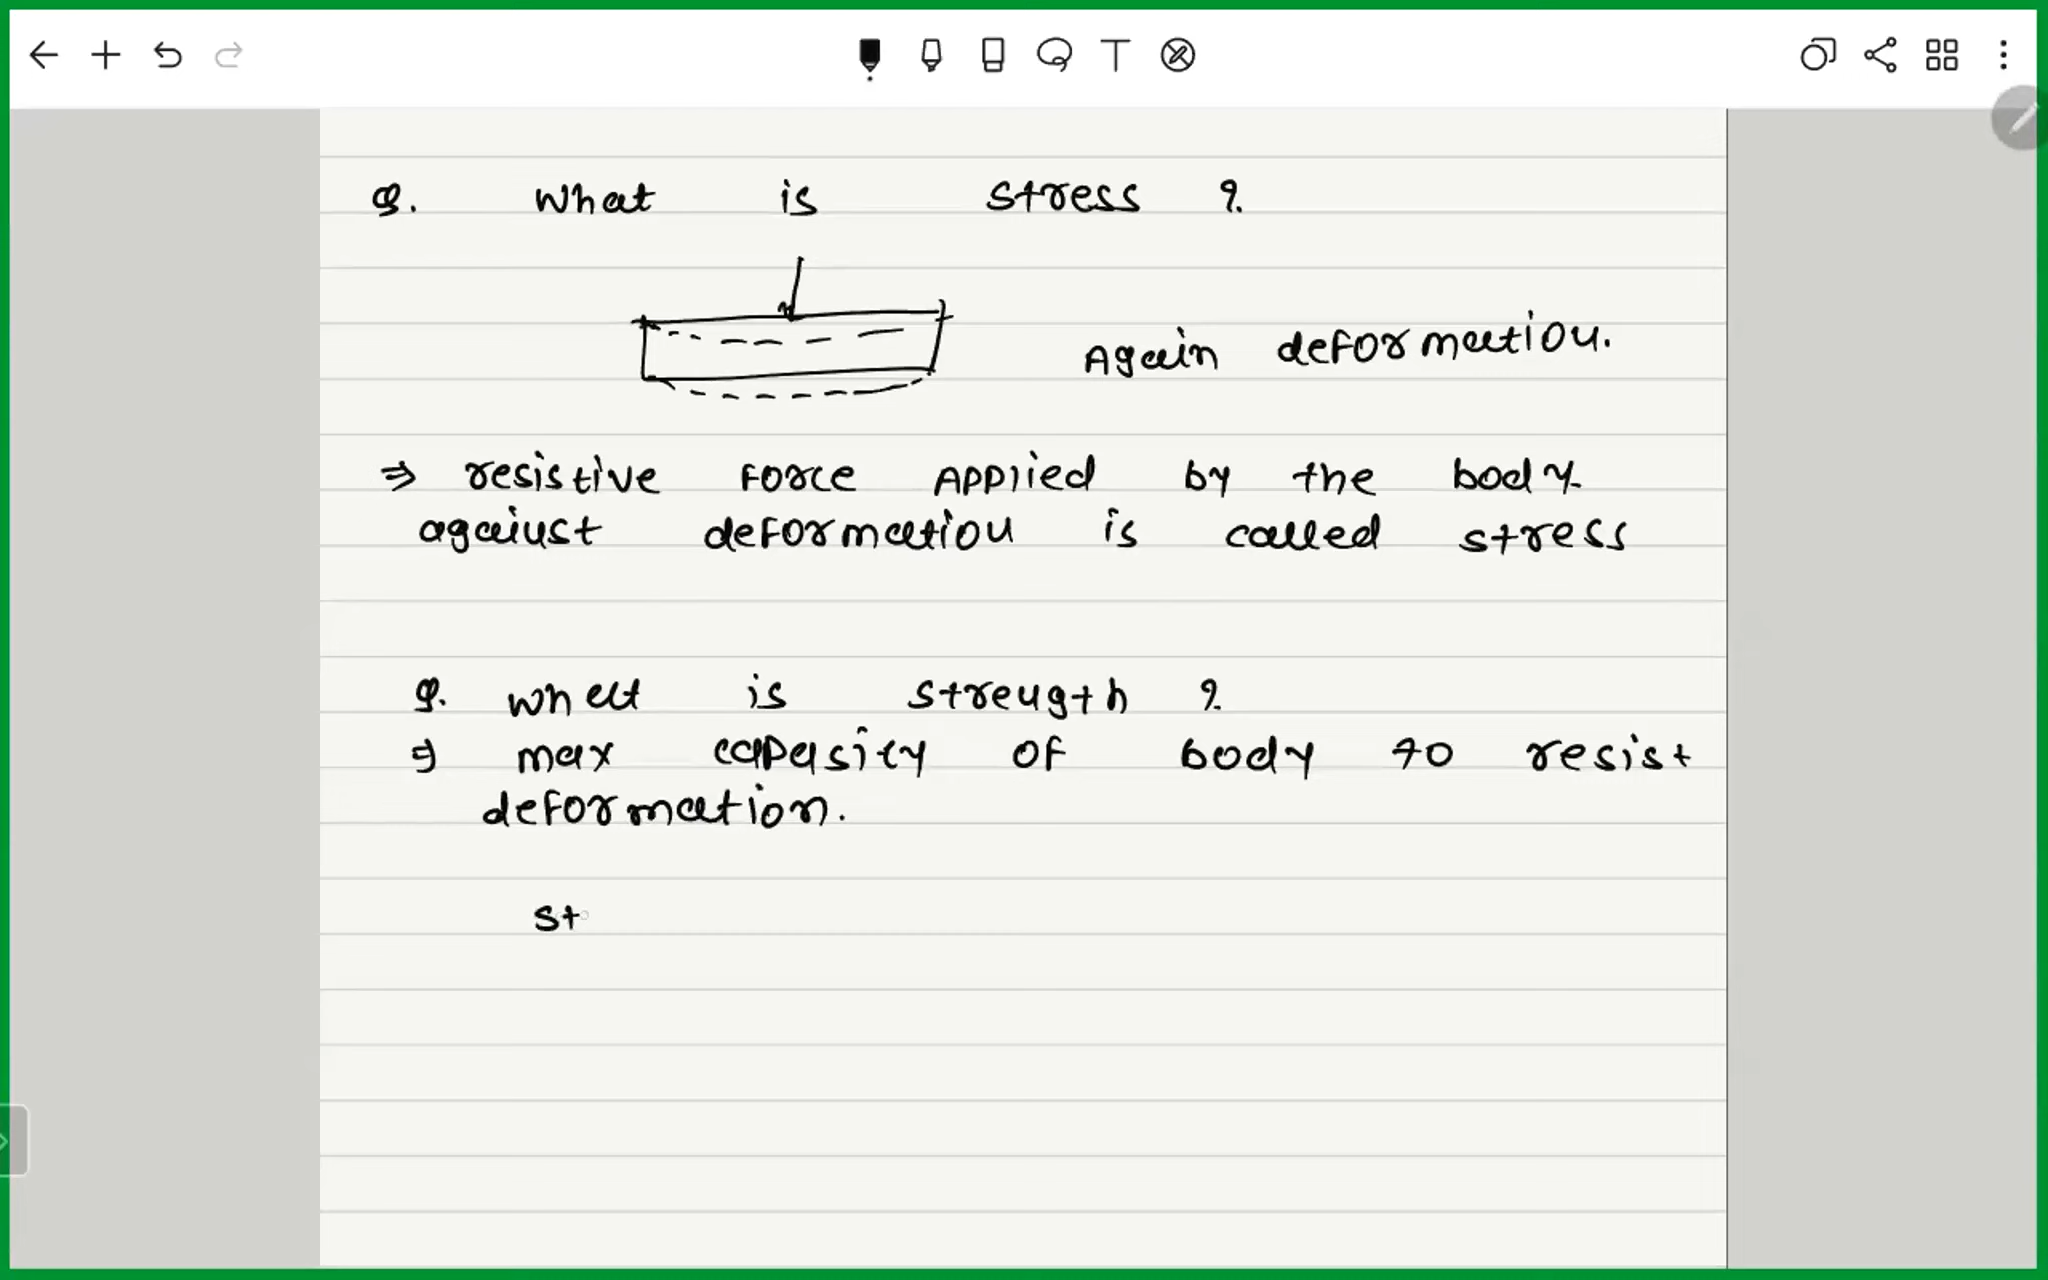 Q. What is stress ?
Again deformation.
⇒ resistive force Applied by the body
against deformation is called stress
Q. what is strength ?
⇒ max capasity of body to resist
deformation.
st